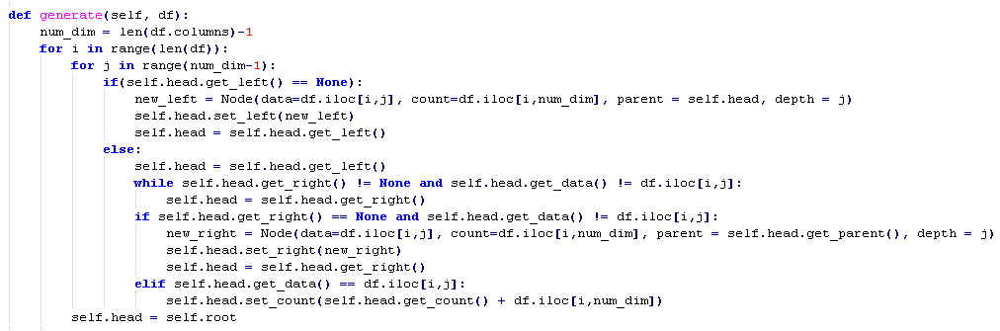 def generate(self, df):
    num_dim = len(df.columns)-1
    for i in range(len(df)):
        for j in range(num_dim-1):
            if(self.head.get_left() == None):
                new_left = Node(data=df.iloc[i,j], count=df.iloc[i,num_dim], parent = self.head, depth = j)
                self.head.set_left(new_left)
                self.head = self.head.get_left()
            else:
                self.head = self.head.get_left()
                while self.head.get_right() != None and self.head.get_data() != df.iloc[i,j]:
                    self.head = self.head.get_right()
                if self.head.get_right() == None and self.head.get_data() != df.iloc[i,j]:
                    new_right = Node(data=df.iloc[i,j], count=df.iloc[i,num_dim], parent = self.head.get_parent(), depth = j)
                    self.head.set_right(new_right)
                    self.head = self.head.get_right()
                elif self.head.get_data() == df.iloc[i,j]:
                    self.head.set_count(self.head.get_count() + df.iloc[i,num_dim])
        self.head = self.root